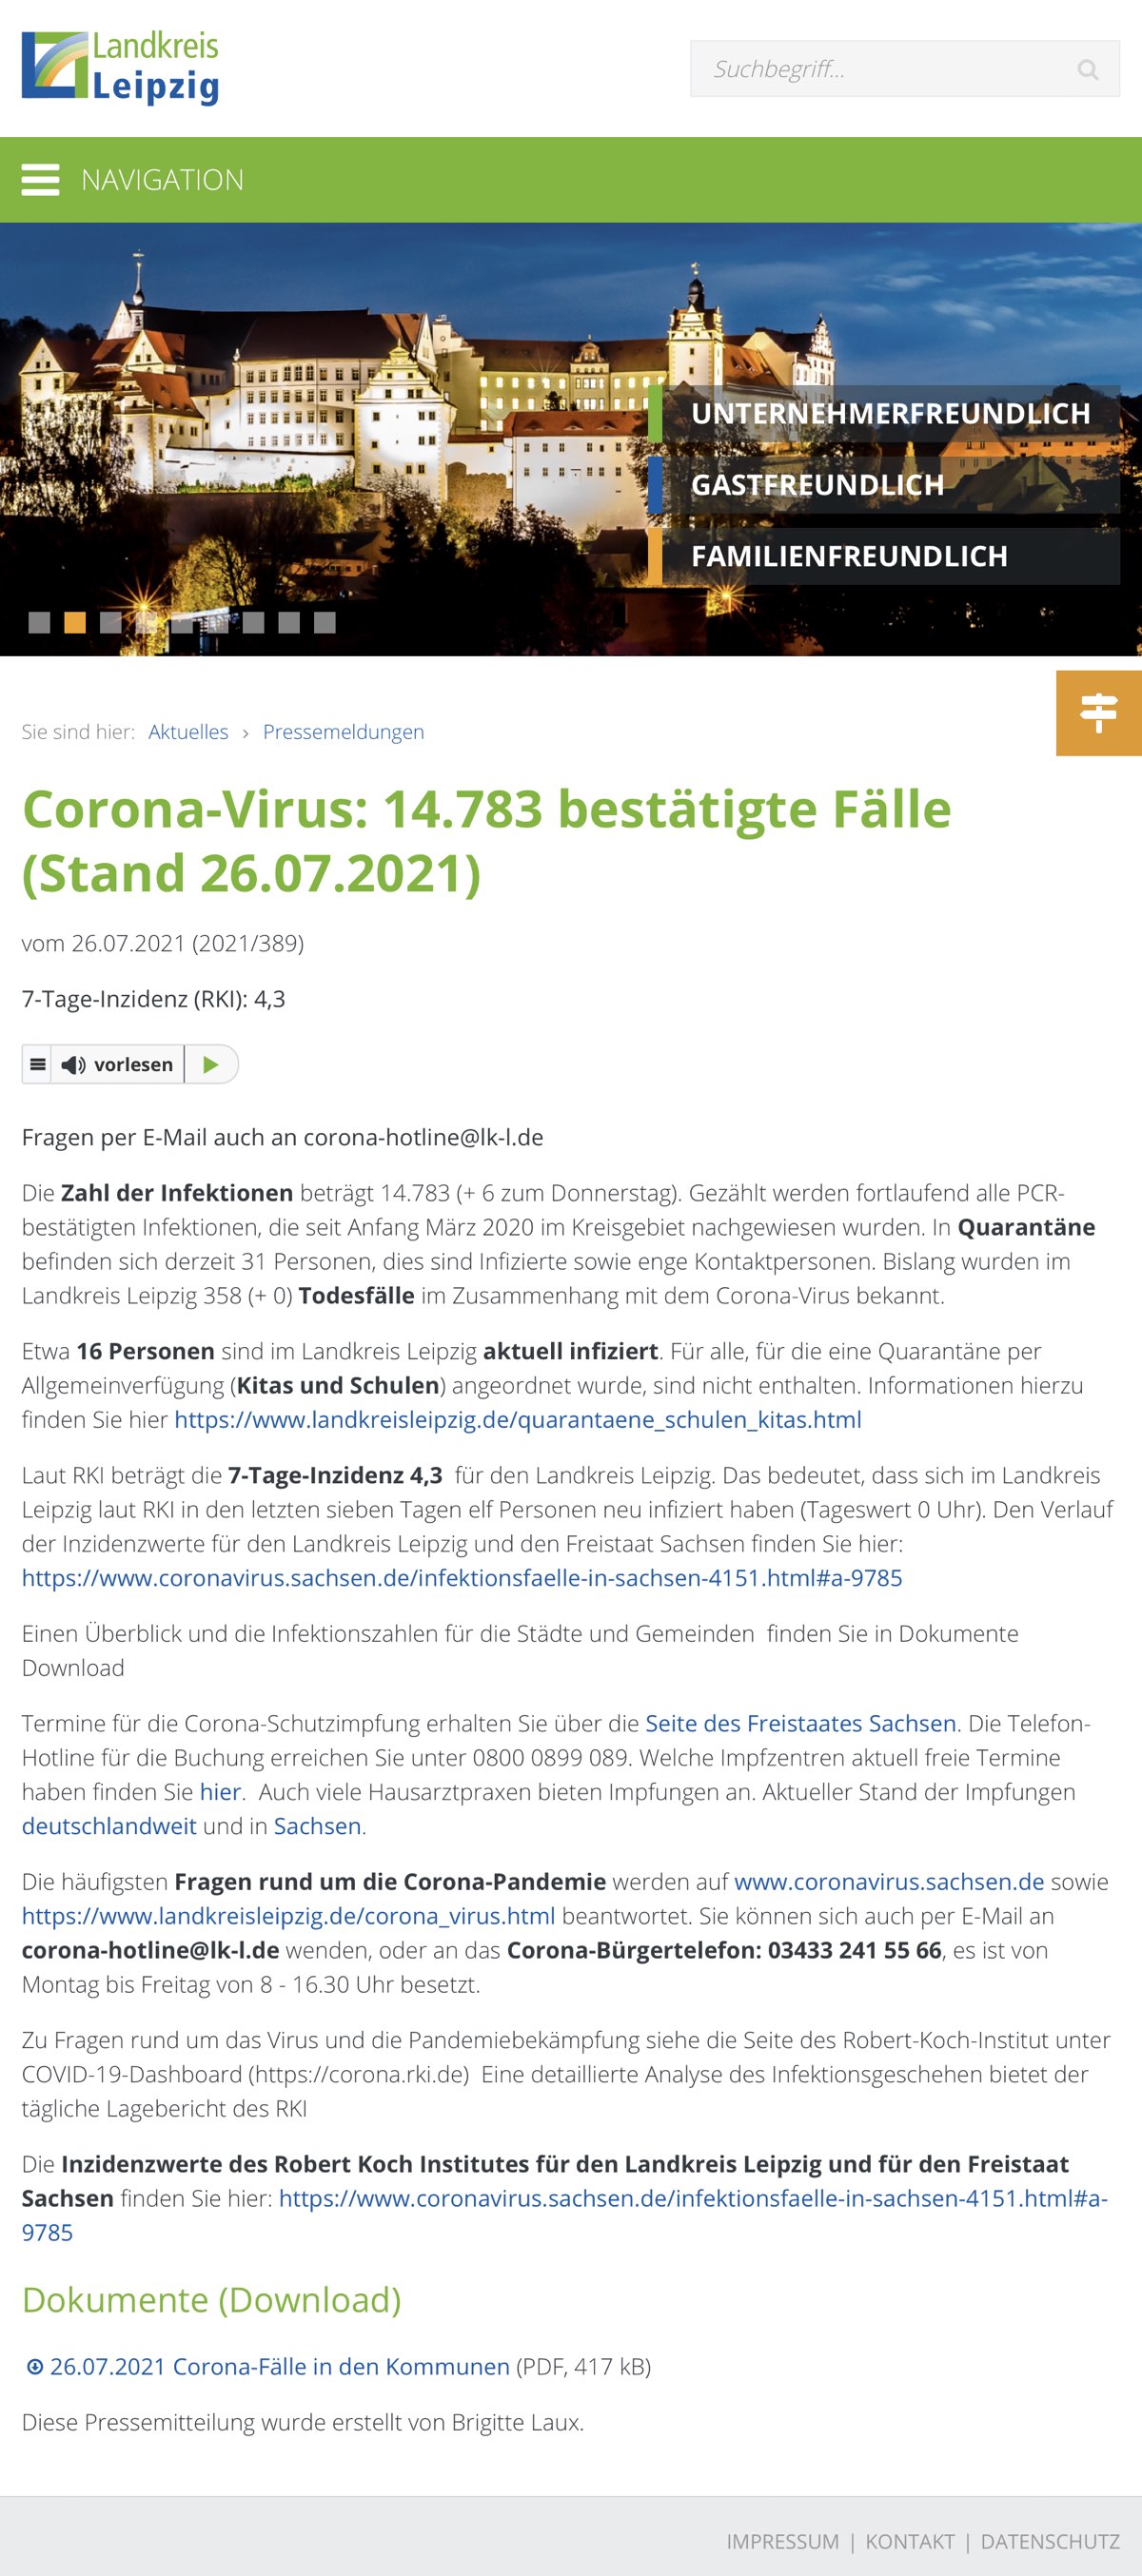 Landkreis
Leipzig
Suchbegriff...
NAVIGATION
UNTERNEHMERFREUNDLICH
GASTFREUNDLICH
FAMILIENFREUNDLICH
Sie sind hier: Aktuelles › Pressemeldungen
Corona-Virus: 14.783 bestätigte Fälle
(Stand 26.07.2021)
vom 26.07.2021 (2021/389)
7-Tage-Inzidenz (RKI): 4,3
vorlesen
Fragen per E-Mail auch an corona-hotline@lk-l.de
Die Zahl der Infektionen beträgt 14.783 (+ 6 zum Donnerstag). Gezählt werden fortlaufend alle PCR-
bestätigten Infektionen, die seit Anfang März 2020 im Kreisgebiet nachgewiesen wurden. In Quarantäne
befinden sich derzeit 31 Personen, dies sind Infizierte sowie enge Kontaktpersonen. Bislang wurden im
Landkreis Leipzig 358 (+ 0) Todesfälle im Zusammenhang mit dem Corona-Virus bekannt.
Etwa 16 Personen sind im Landkreis Leipzig aktuell infiziert. Für alle, für die eine Quarantäne per
Allgemeinverfügung (Kitas und Schulen) angeordnet wurde, sind nicht enthalten. Informationen hierzu
finden Sie hier https://www.landkreisleipzig.de/quarantaene_schulen_kitas.html
Laut RKI beträgt die 7-Tage-Inzidenz 4,3  für den Landkreis Leipzig. Das bedeutet, dass sich im Landkreis
Leipzig laut RKI in den letzten sieben Tagen elf Personen neu infiziert haben (Tageswert 0 Uhr). Den Verlauf
der Inzidenzwerte für den Landkreis Leipzig und den Freistaat Sachsen finden Sie hier:
https://www.coronavirus.sachsen.de/infektionsfaelle-in-sachsen-4151.html#a-9785
Einen Überblick und die Infektionszahlen für die Städte und Gemeinden  finden Sie in Dokumente
Download
Termine für die Corona-Schutzimpfung erhalten Sie über die Seite des Freistaates Sachsen. Die Telefon-
Hotline für die Buchung erreichen Sie unter 0800 0899 089. Welche Impfzentren aktuell freie Termine
haben finden Sie hier.  Auch viele Hausarztpraxen bieten Impfungen an. Aktueller Stand der Impfungen
deutschlandweit und in Sachsen.
Die häufigsten Fragen rund um die Corona-Pandemie werden auf www.coronavirus.sachsen.de sowie
https://www.landkreisleipzig.de/corona_virus.html beantwortet. Sie können sich auch per E-Mail an
corona-hotline@lk-l.de wenden, oder an das Corona-Bürgertelefon: 03433 241 55 66, es ist von
Montag bis Freitag von 8 - 16.30 Uhr besetzt.
Zu Fragen rund um das Virus und die Pandemiebekämpfung siehe die Seite des Robert-Koch-Institut unter
COVID-19-Dashboard (https://corona.rki.de)  Eine detaillierte Analyse des Infektionsgeschehen bietet der
tägliche Lagebericht des RKI
Die Inzidenzwerte des Robert Koch Institutes für den Landkreis Leipzig und für den Freistaat
Sachsen finden Sie hier: https://www.coronavirus.sachsen.de/infektionsfaelle-in-sachsen-4151.html#a-
9785
Dokumente (Download)
26.07.2021 Corona-Fälle in den Kommunen (PDF, 417 kB)
Diese Pressemitteilung wurde erstellt von Brigitte Laux.
IMPRESSUM | KONTAKT | DATENSCHUTZ